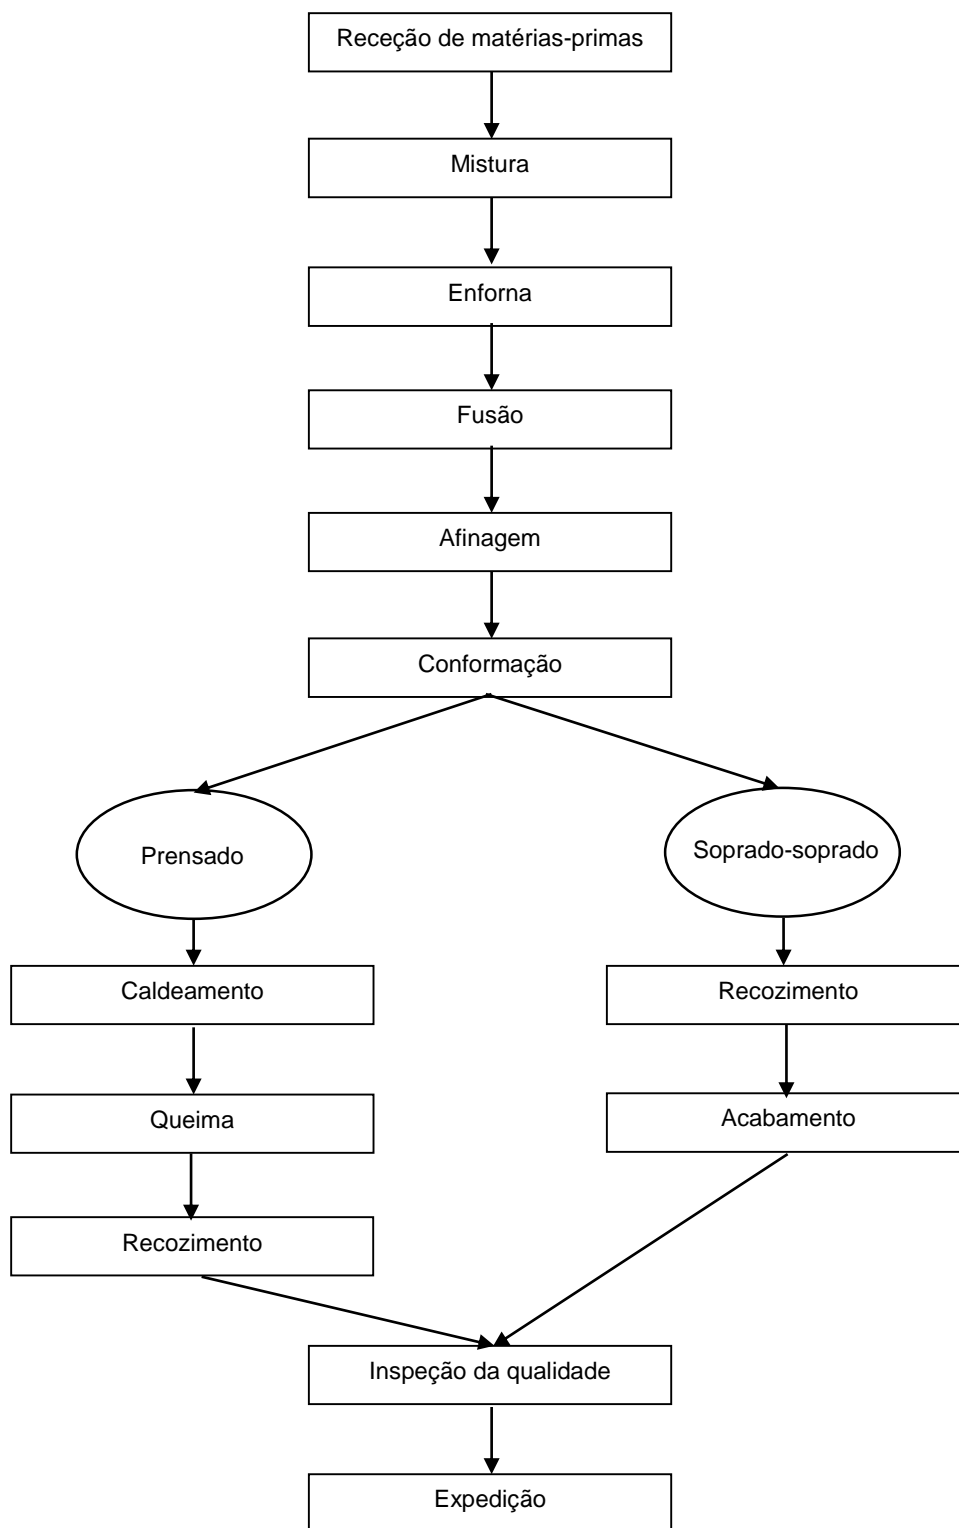 Receção de matérias-primas
Mistura
Enforna
Fusão
Afinagem
Conformação
Prensado
Soprado-soprado
Caldeamento
Recozimento
Queima
Acabamento
Recozimento
Inspeção da qualidade
Expedição